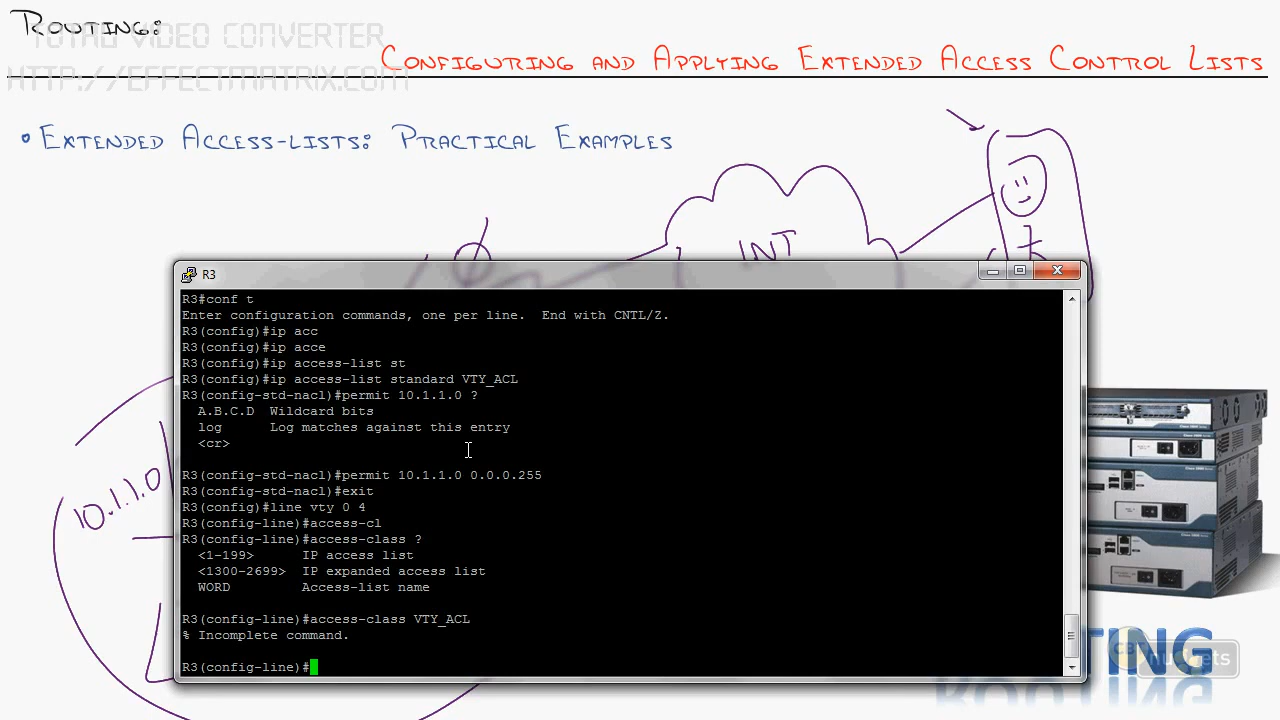 Routing:
TOTAL VIDEO CONVERTER
Configuring and Applying Extended Access Control Lists
HTTP://EFFECTMATRIX.COM
• Extended Access-lists: Practical Examples
INT
R3
R3#conf t
Enter configuration commands, one per line.  End with CNTL/Z.
R3(config)#ip acc
R3(config)#ip acce
R3(config)#ip access-list st
R3(config)#ip access-list standard VTY_ACL
R3(config-std-nacl)#permit 10.1.1.0 ?
A.B.C.D  Wildcard bits
log      Log matches against this entry
<cr>
R3(config-std-nacl)#permit 10.1.1.0 0.0.0.255
R3(config-std-nacl)#exit
R3(config)#line vty 0 4
R3(config-line)#access-cl
R3(config-line)#access-class ?
<1-199>      IP access list
<1300-2699>  IP expanded access list
WORD         Access-list name
R3(config-line)#access-class VTY_ACL
% Incomplete command.
R3(config-line)#
10.1.1.0
TING
nuggets